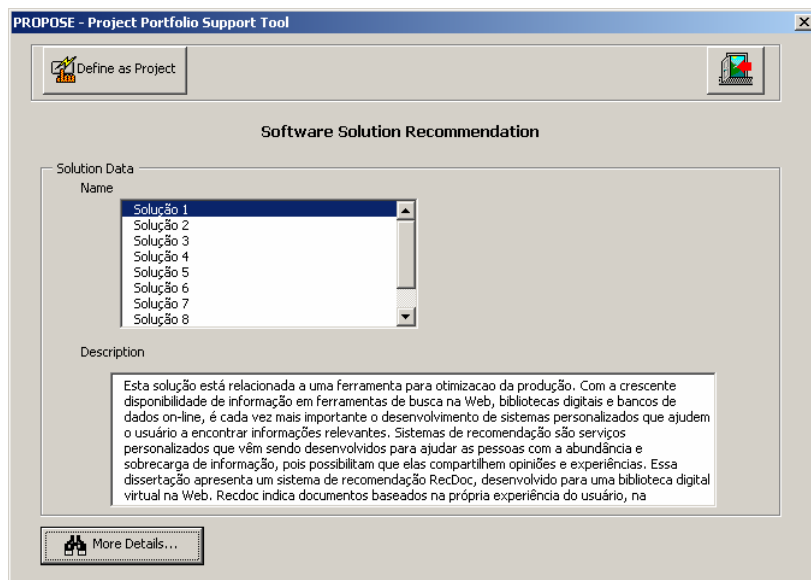 PROPOSE - Project Portfolio Support Tool
Define as Project
Software Solution Recommendation
Solution Data
Name
Solução 1
Solução 2
Solução 3
Solução 4
Solução 5
Solução 6
Solução 7
Solução 8
Description
Esta solução está relacionada a uma ferramenta para otimizacao da produção. Com a crescente
disponibilidade de informação em ferramentas de busca na Web, bibliotecas digitais e bancos de
dados on-line, é cada vez mais importante o desenvolvimento de sistemas personalizados que ajudem
o usuário a encontrar informações relevantes. Sistemas de recomendação são serviços
personalizados que vêm sendo desenvolvidos para ajudar as pessoas com a abundância e
sobrecarga de informação, pois possibilitam que elas compartilhem opiniões e experiências. Essa
dissertação apresenta um sistema de recomendação RecDoc, desenvolvido para uma biblioteca digital
virtual na Web. Recdoc indica documentos baseados na própria experiência do usuário, na
More Details...